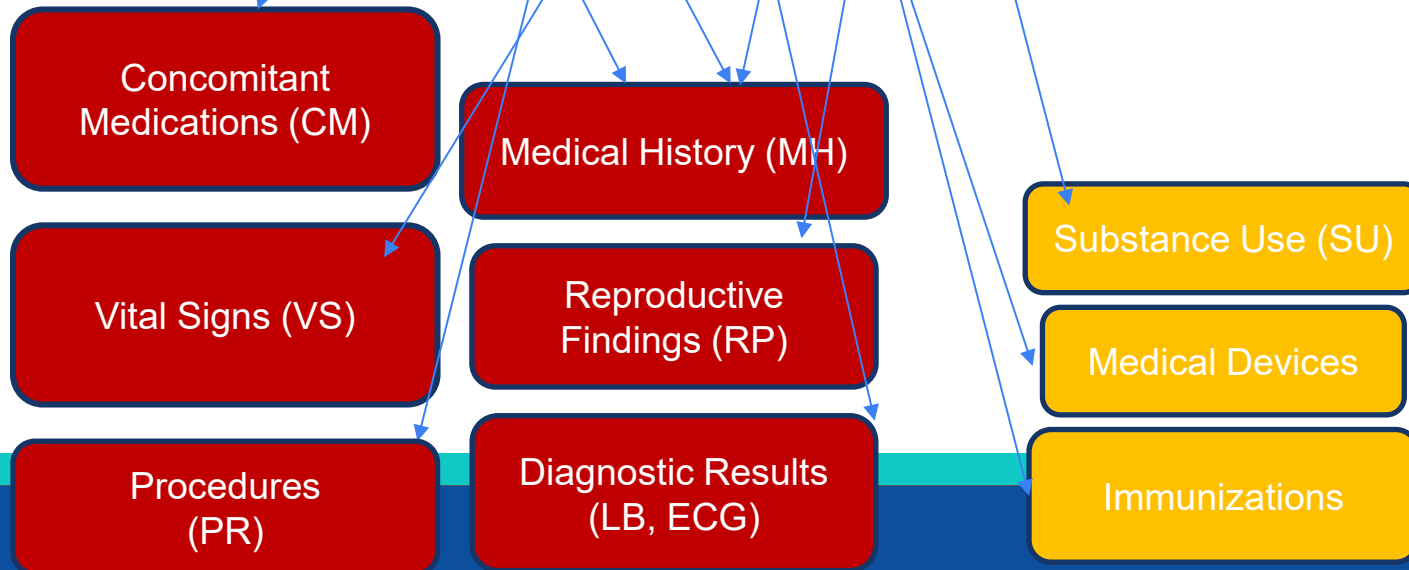 Concomitant
Medications (CM)
Medical History (MH)
Substance Use (SU)
Vital Signs (VS)
Reproductive
Findings (RP)
Medical Devices
Procedures
(PR)
Diagnostic Results
(LB, ECG)
Immunizations